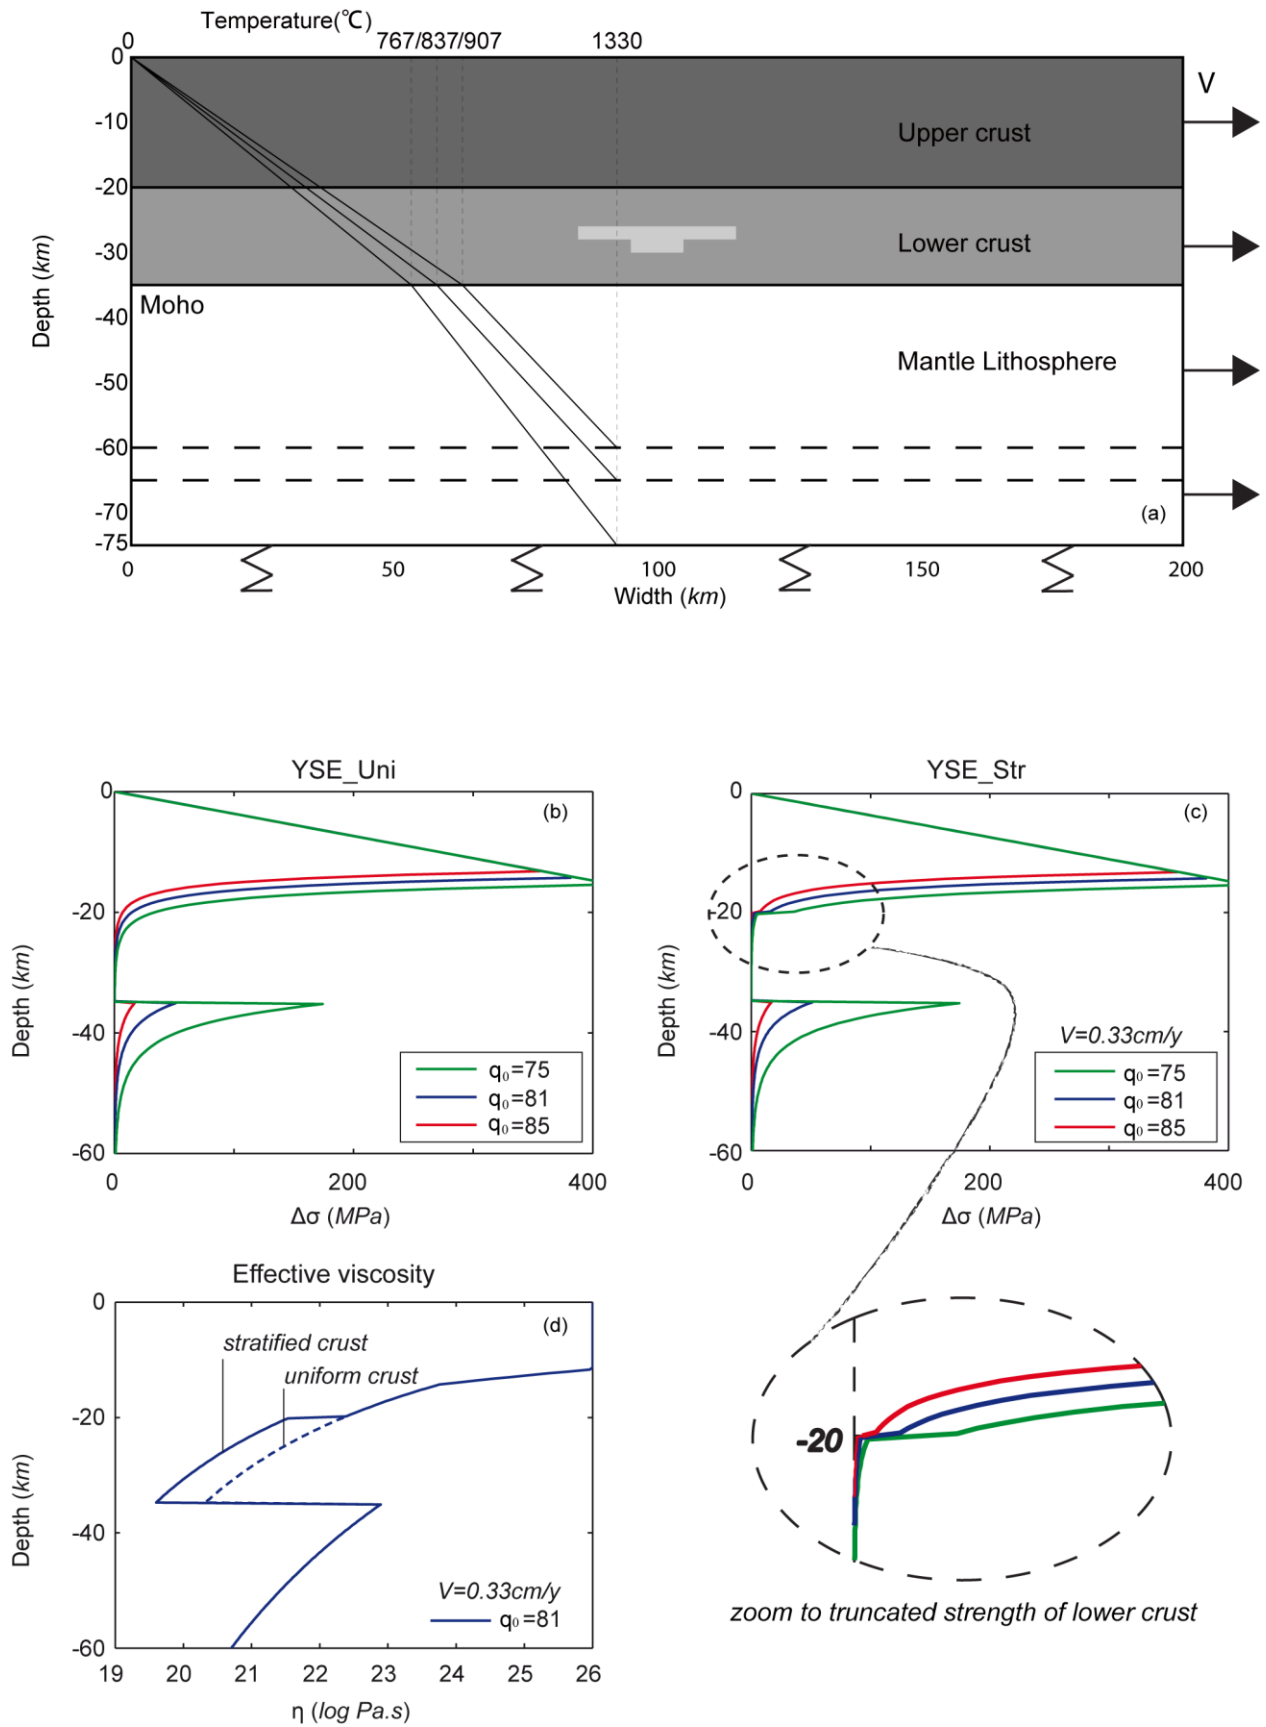 Temperature(℃)
0 767/837/907 1330
0
-10
-20
-30
-40
-50
-60
-70
-75
Depth (km)
V
Upper crust
Lower crust
Moho
Mantle Lithosphere
(a)
0 50 100 150 200
Width (km)
YSE_Uni
(b)
0
-20
-40
-60
Depth (km)
q₀=75
q₀=81
q₀=85
0 200 400
Δσ (MPa)
YSE_Str
(c)
0
-20
-40
-60
Depth (km)
V=0.33cm/y
q₀=75
q₀=81
q₀=85
0 200 400
Δσ (MPa)
Effective viscosity
(d)
0
-20
-40
-60
Depth (km)
stratified crust
uniform crust
V=0.33cm/y
q₀=81
19 20 21 22 23 24 25 26
η (log Pa.s)
-20
zoom to truncated strength of lower crust